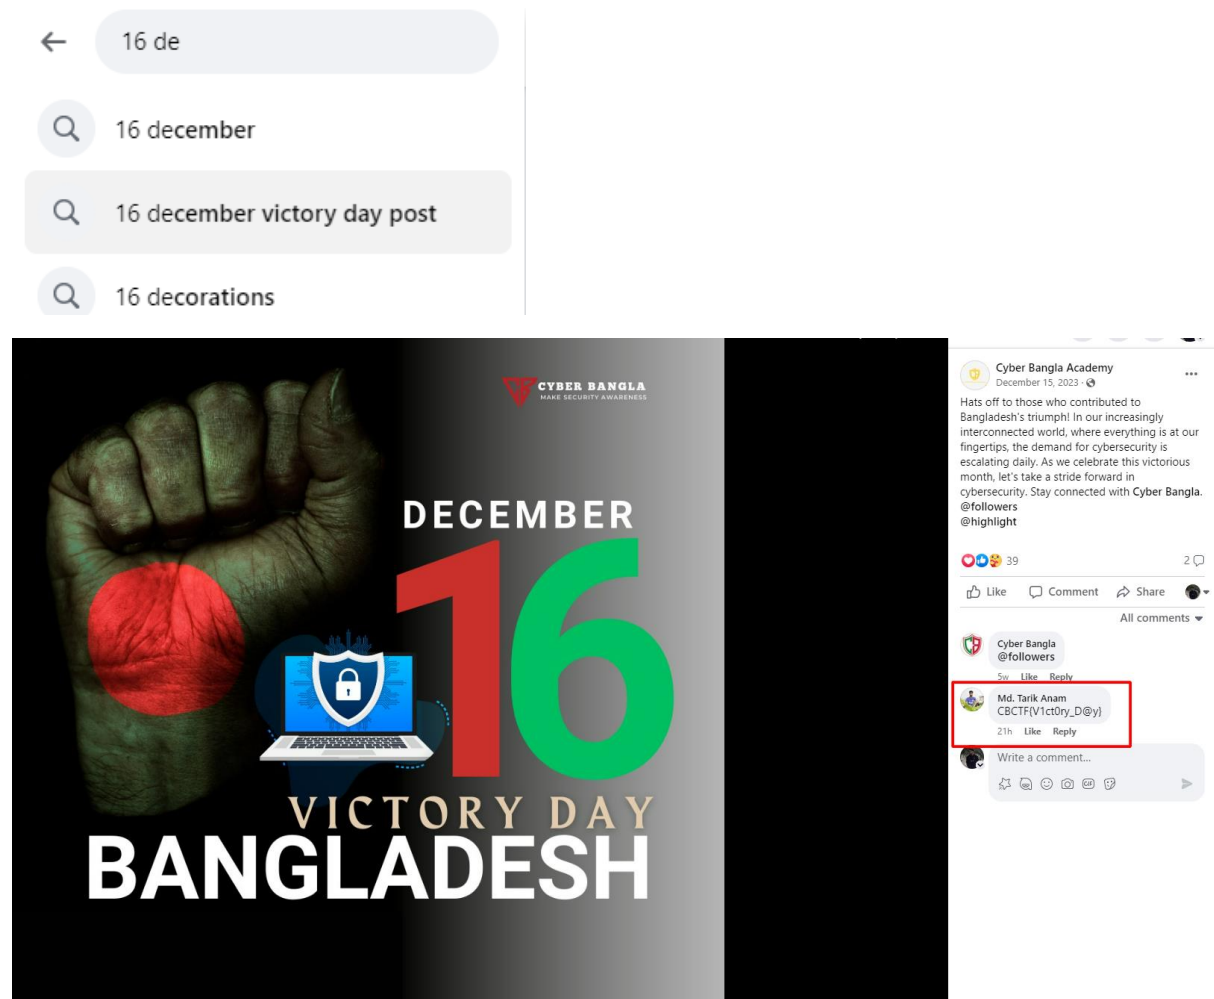 16 de
16 december
16 december victory day post
16 decorations
CYBER BANGLA
MAKE SECURITY AWARENESS
DECEMBER
16
VICTORY DAY
BANGLADESH
Cyber Bangla Academy
December 15, 2023 ·
Hats off to those who contributed to
Bangladesh's triumph! In our increasingly
interconnected world, where everything is at our
fingertips, the demand for cybersecurity is
escalating daily. As we celebrate this victorious
month, let's take a stride forward in
cybersecurity. Stay connected with Cyber Bangla.
@followers
@highlight
39 2
Like Comment Share
All comments
Cyber Bangla
@followers
5w Like Reply
Md. Tarik Anam
CBCTF{V1ct0ry_D@y}
21h Like Reply
Write a comment...
GIF